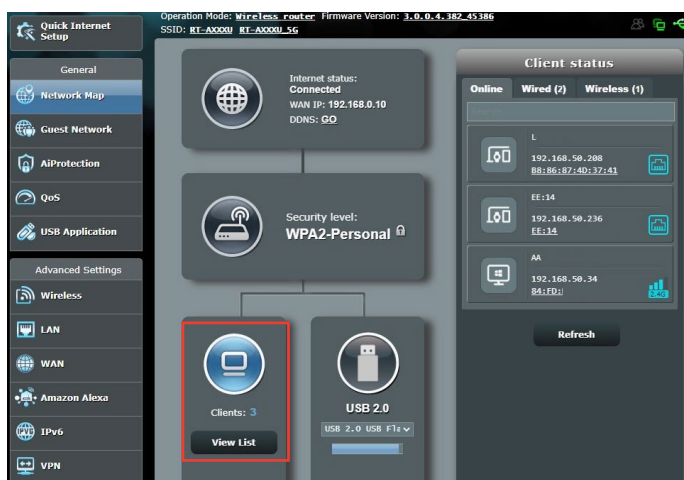 Quick Internet
Setup
Operation Mode: Wireless router Firmware Version: 3.0.0.4.382_45386
SSID: RT-AXXXU RT-AXXXU_5G
General
Network Map
Guest Network
AiProtection
QoS
USB Application
Advanced Settings
Wireless
LAN
WAN
Amazon Alexa
IPv6
VPN
Internet status:
Connected
WAN IP: 192.168.0.10
DDNS: GO
Security level:
WPA2-Personal
Clients: 3
View List
USB 2.0
USB 2.0 USB Fla
Client status
Online Wired (2) Wireless (1)
L
192.168.50.208
B8:86:87:4D:37:41
EE:14
192.168.50.236
EE:14
AA
192.168.50.34
84:FD:
2.4G
Refresh